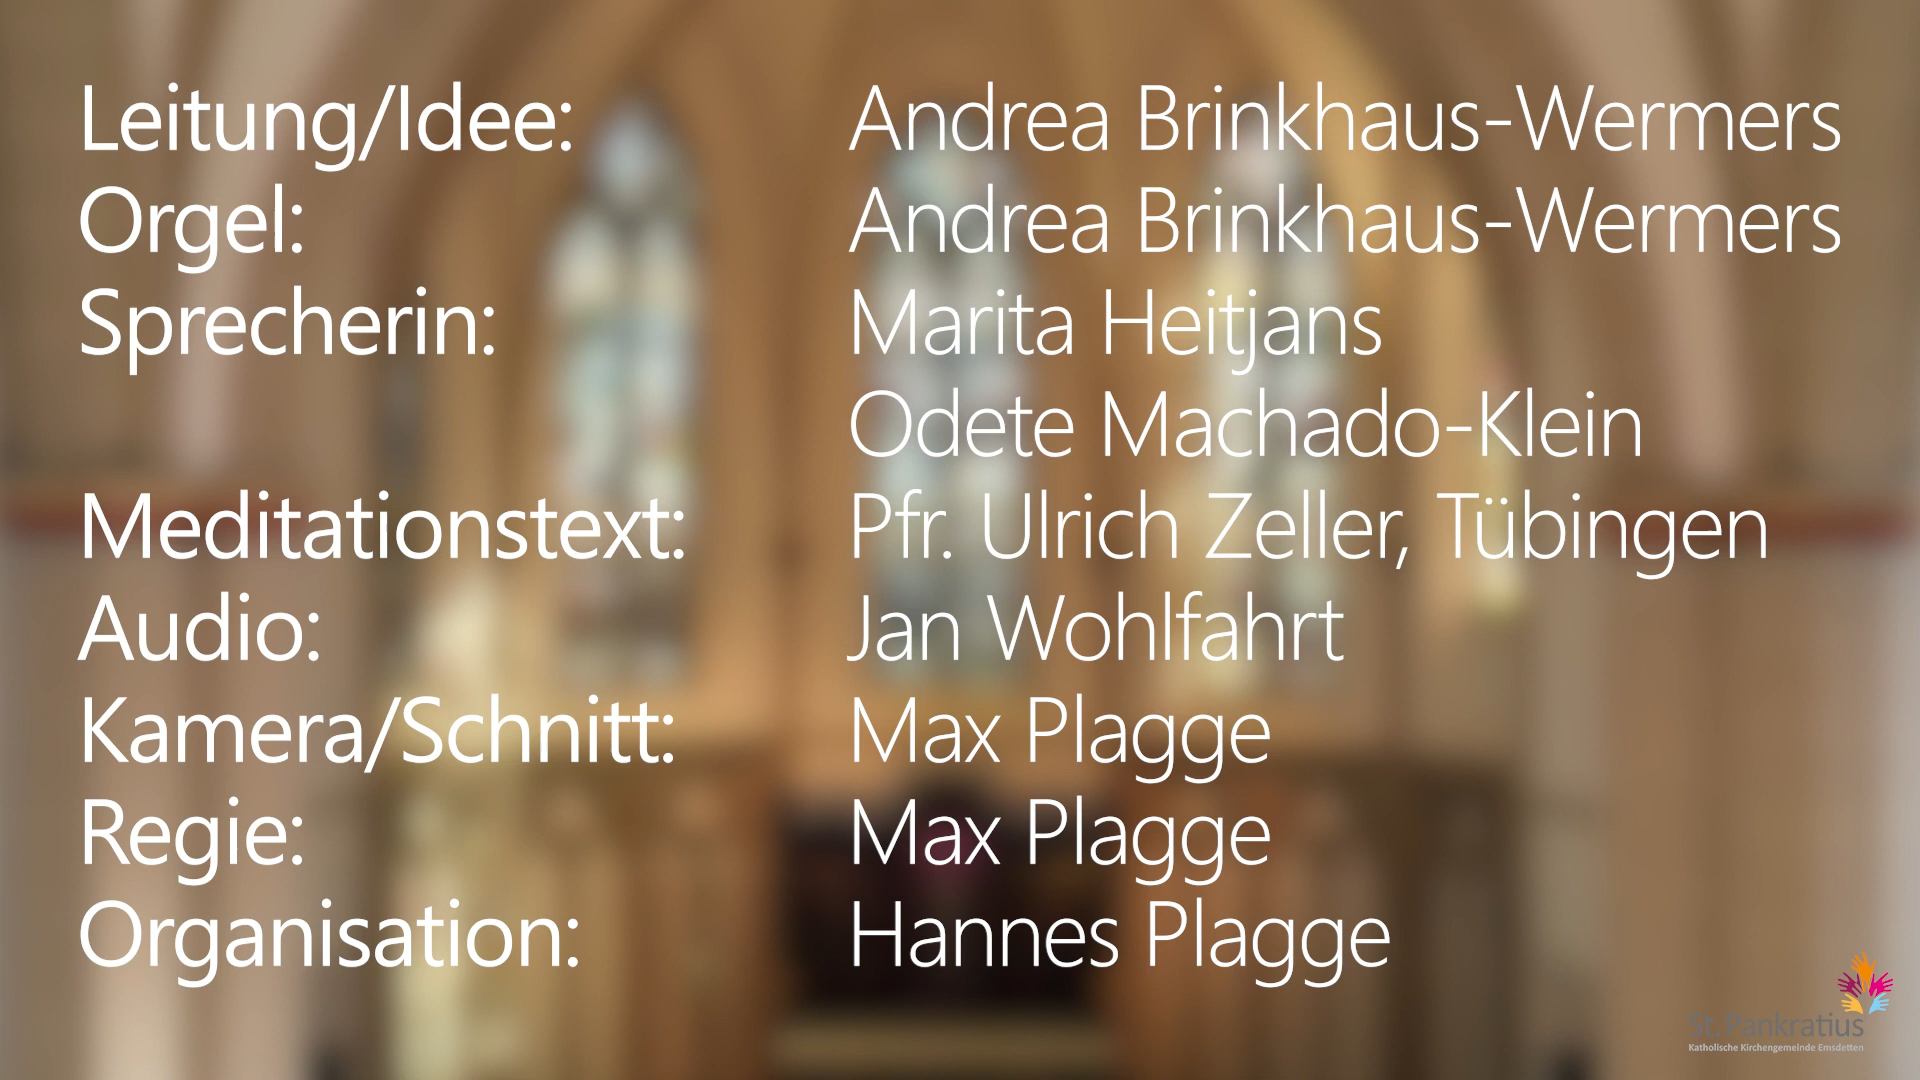 Leitung/Idee: Andrea Brinkhaus-Wermers
Orgel: Andrea Brinkhaus-Wermers
Sprecherin: Marita Heitjans
Odete Machado-Klein
Meditationstext: Pfr. Ulrich Zeller, Tübingen
Audio: Jan Wohlfahrt
Kamera/Schnitt: Max Plagge
Regie: Max Plagge
Organisation: Hannes Plagge
St. Pankratius
Katholische Kirchengemeinde Emsdetten